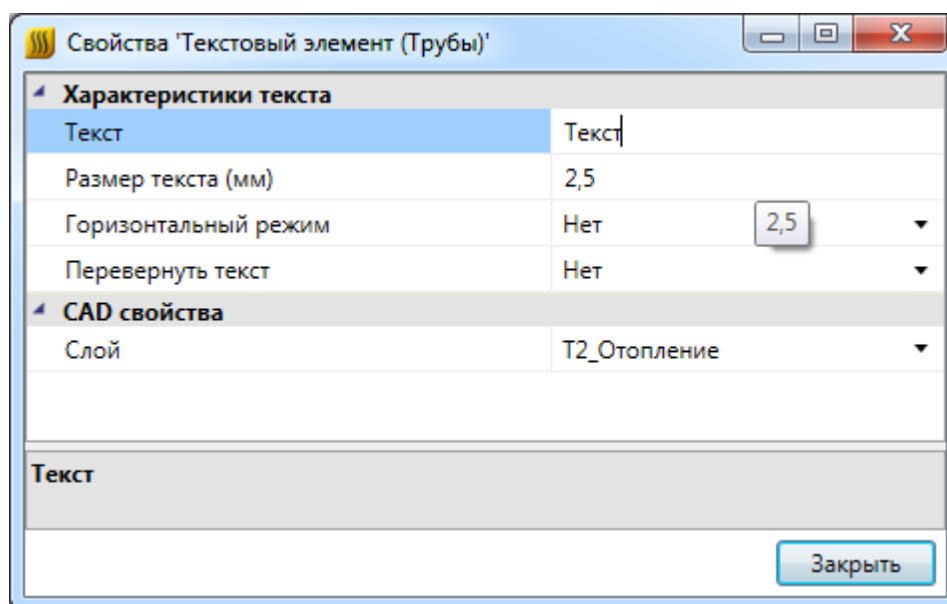 Свойства 'Текстовый элемент (Трубы)'
Характеристики текста
Текст Текст
Размер текста (мм) 2,5
Горизонтальный режим Нет 2,5
Перевернуть текст Нет
CAD свойства
Слой Т2_Отопление
Текст
Закрыть